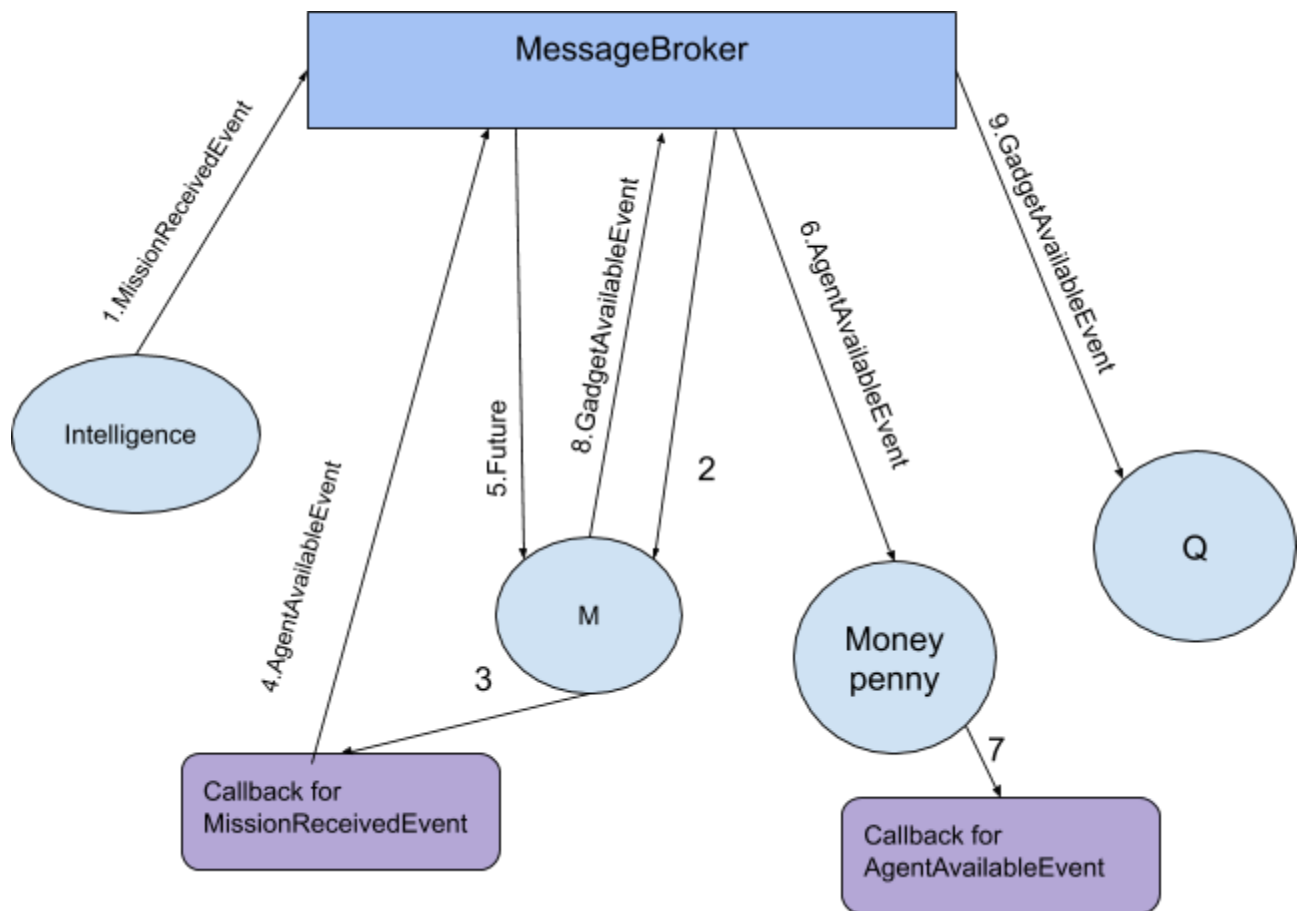 MessageBroker
1.MissionReceivedEvent
9.GadgetAvailableEvent
8.GadgetAvailableEvent
6.AgentAvailableEvent
5.Future
2
4.AgentAvailableEvent
Intelligence
Q
M
Money
penny
3
7
Callback for
MissionReceivedEvent
Callback for
AgentAvailableEvent